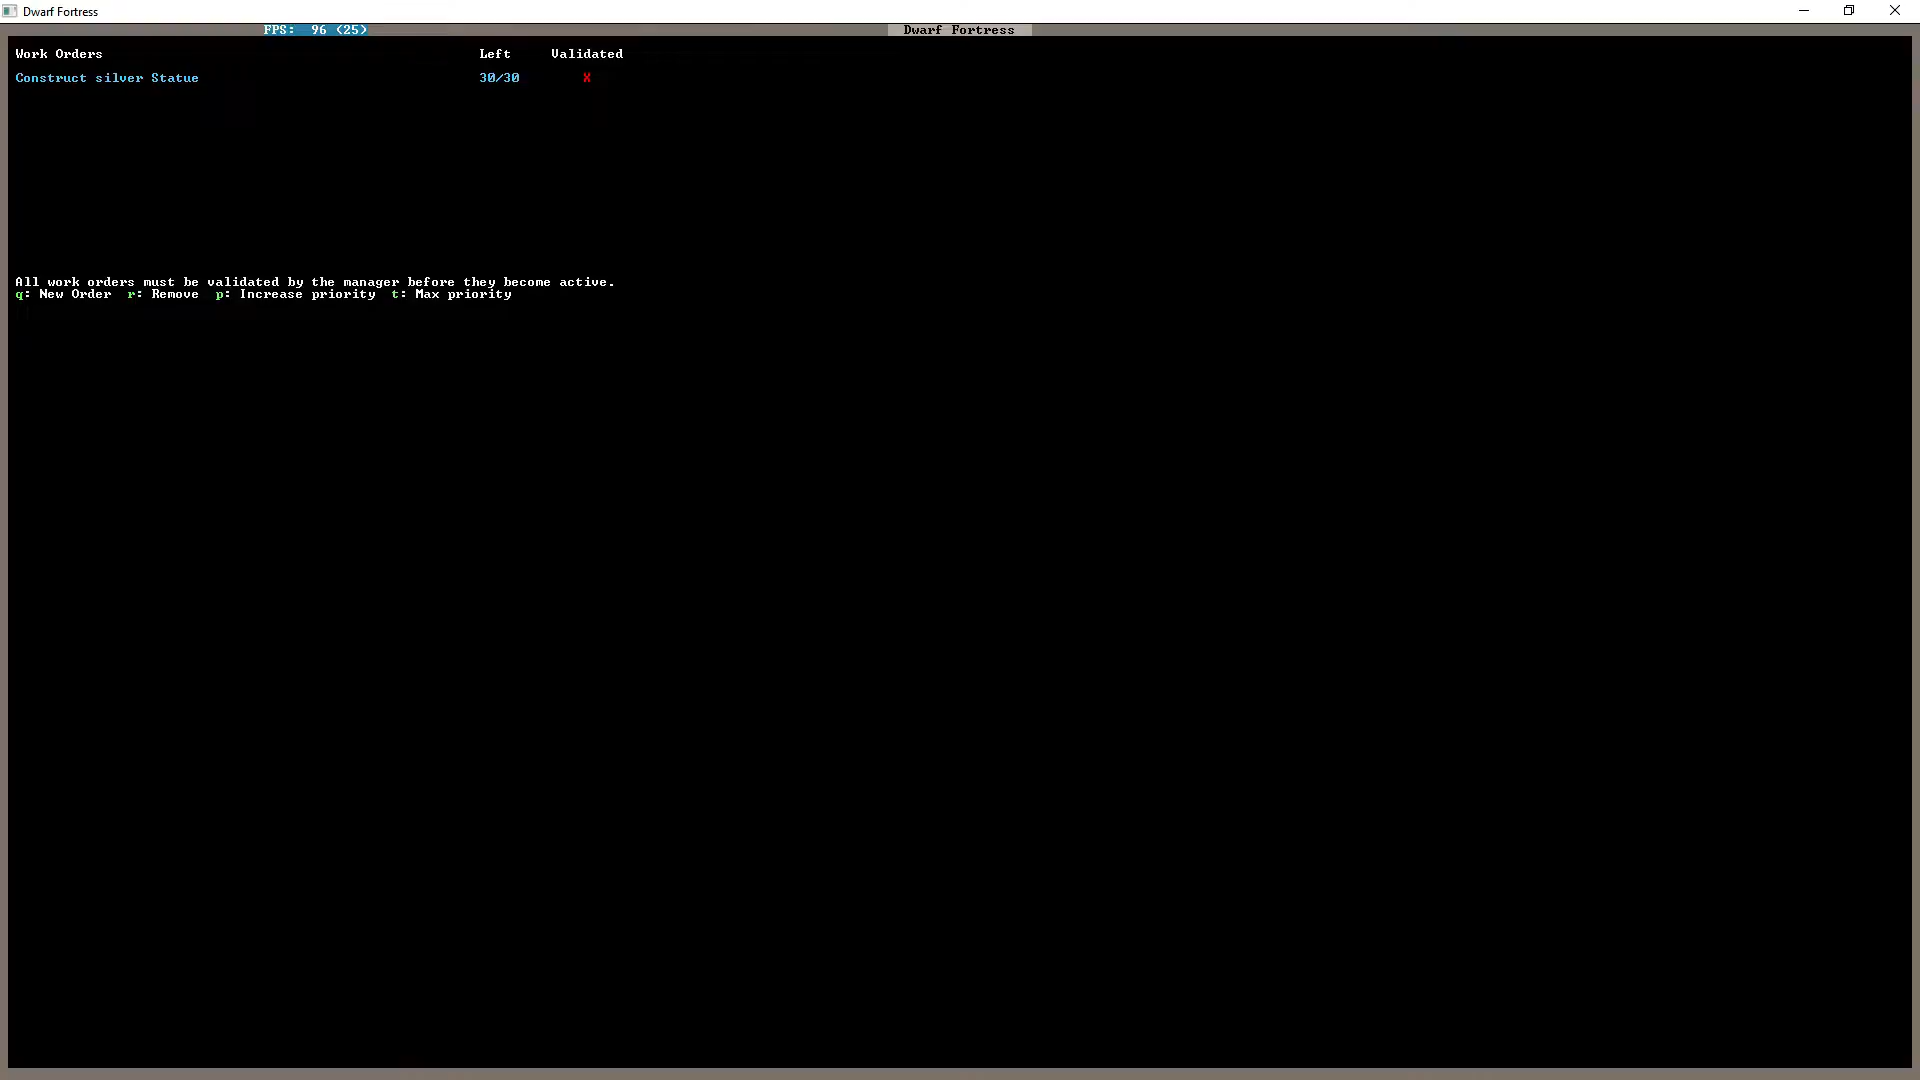 Dwarf Fortress
FPS: 96 (25) Dwarf Fortress
Work Orders Left Validated
Construct silver Statue 30/30 X
All work orders must be validated by the manager before they become active.
q: New Order r: Remove p: Increase priority t: Max priority